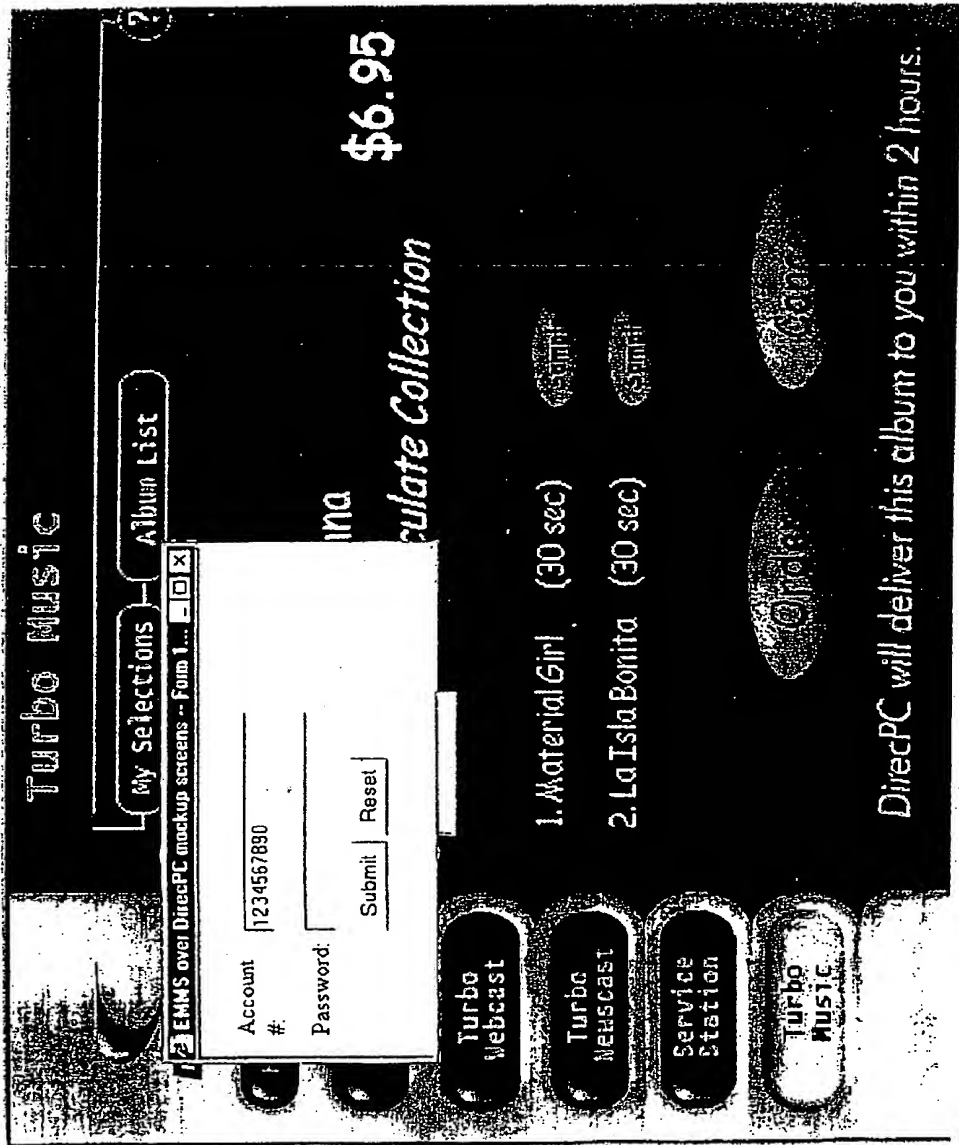 Turbo Music
?
My Selections
Album List
EMMS over DirecPC mockup screens -- Form 1...
Account #:
1234567890
Password:
Submit
Reset
nna
culate Collection
$6.95
1. Material Girl (30 sec)
2. La Isla Bonita (30 sec)
DirecPC will deliver this album to you within 2 hours.
Turbo
Webcast
Turbo
Newscast
Service
Station
Turbo
Music